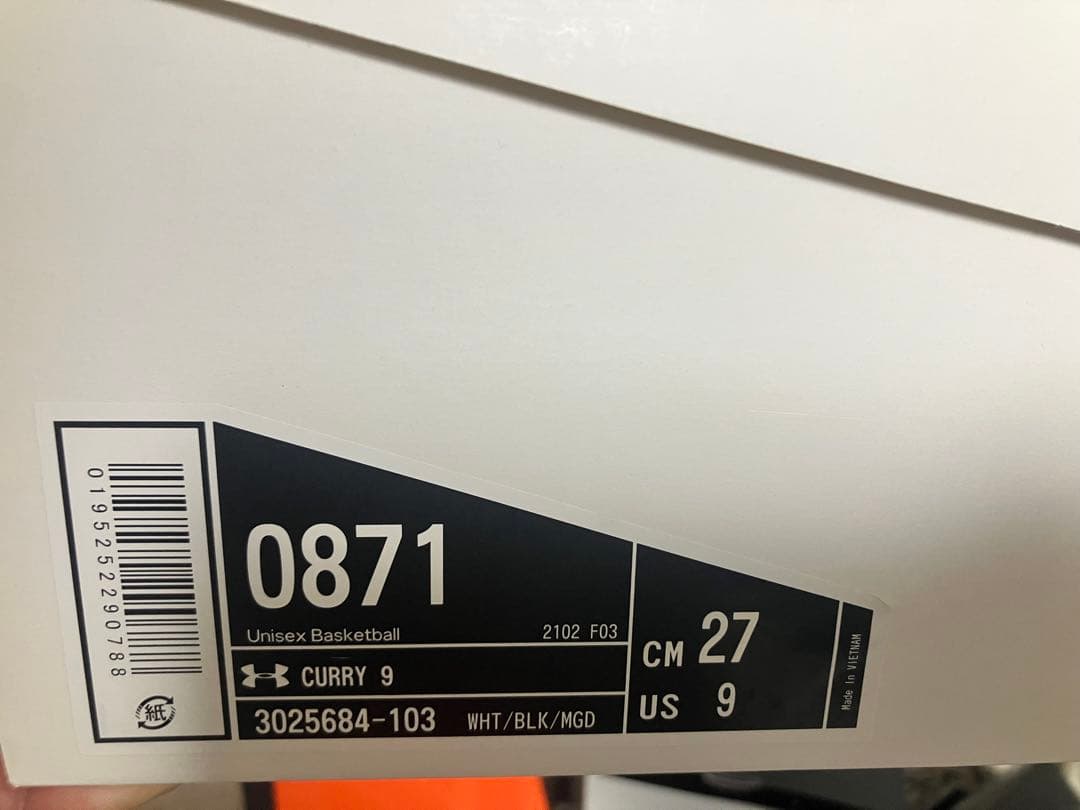 0195252290788
紙
0871
Unisex Basketball 2102 F03
CURRY 9
3025684-103 WHT/BLK/MGD
CM 27
US 9
Made In VIETNAM